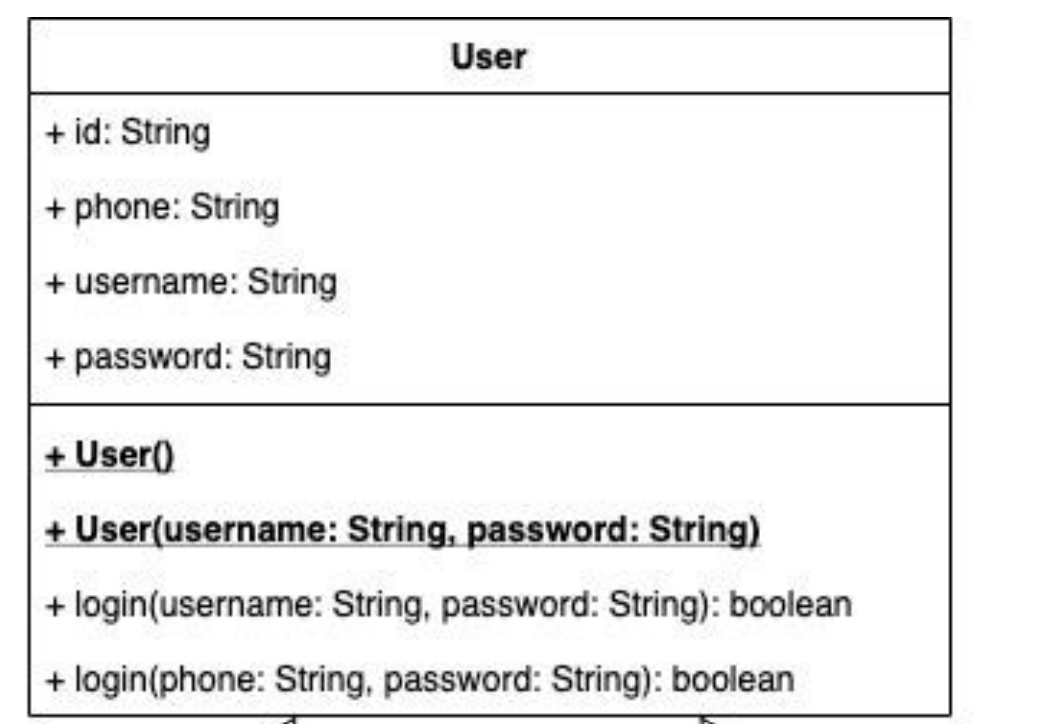 User
+ id: String
+ phone: String
+ username: String
+ password: String
+ User()
+ User(username: String, password: String)
+ login(username: String, password: String): boolean
+ login(phone: String, password: String): boolean